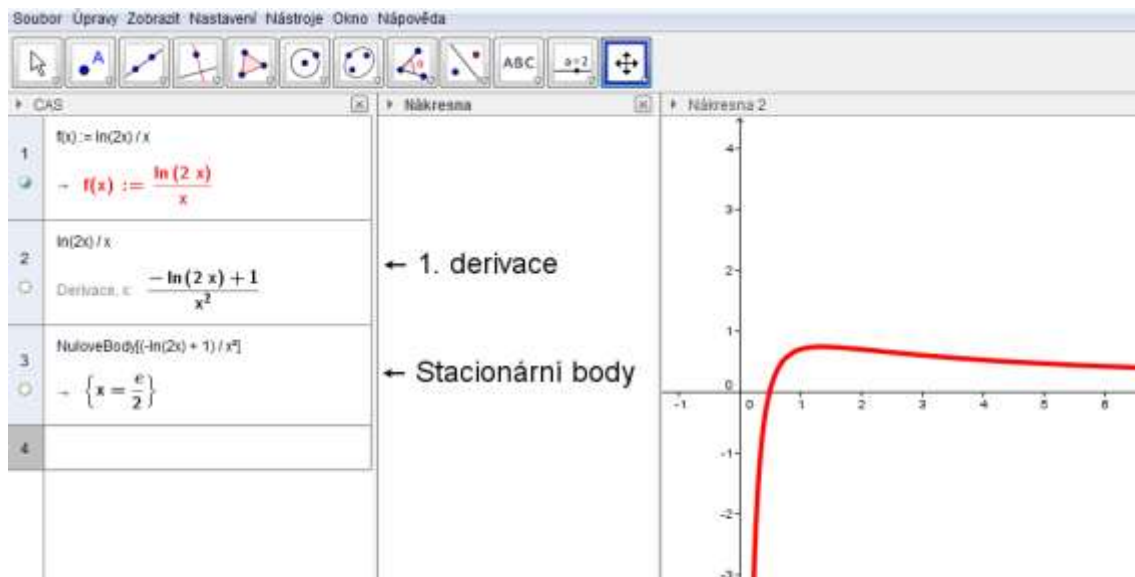 Soubor Úpravy Zobrazit Nastavení Nástroje Okno Nápověda
A
α
ABC
a=2
CAS
Nákresna
Nákresna 2
1
f(x) := ln(2x) / x
→ f(x) := ln (2 x) / x
2
ln(2x) / x
Derivace, x: −ln (2 x) + 1 / x²
← 1. derivace
3
NuloveBody[(-ln(2x) + 1) / x²]
→ {x = e/2}
← Stacionární body
4
4
3
2
1
0
-1
-2
-3
-1 0 1 2 3 4 5 6